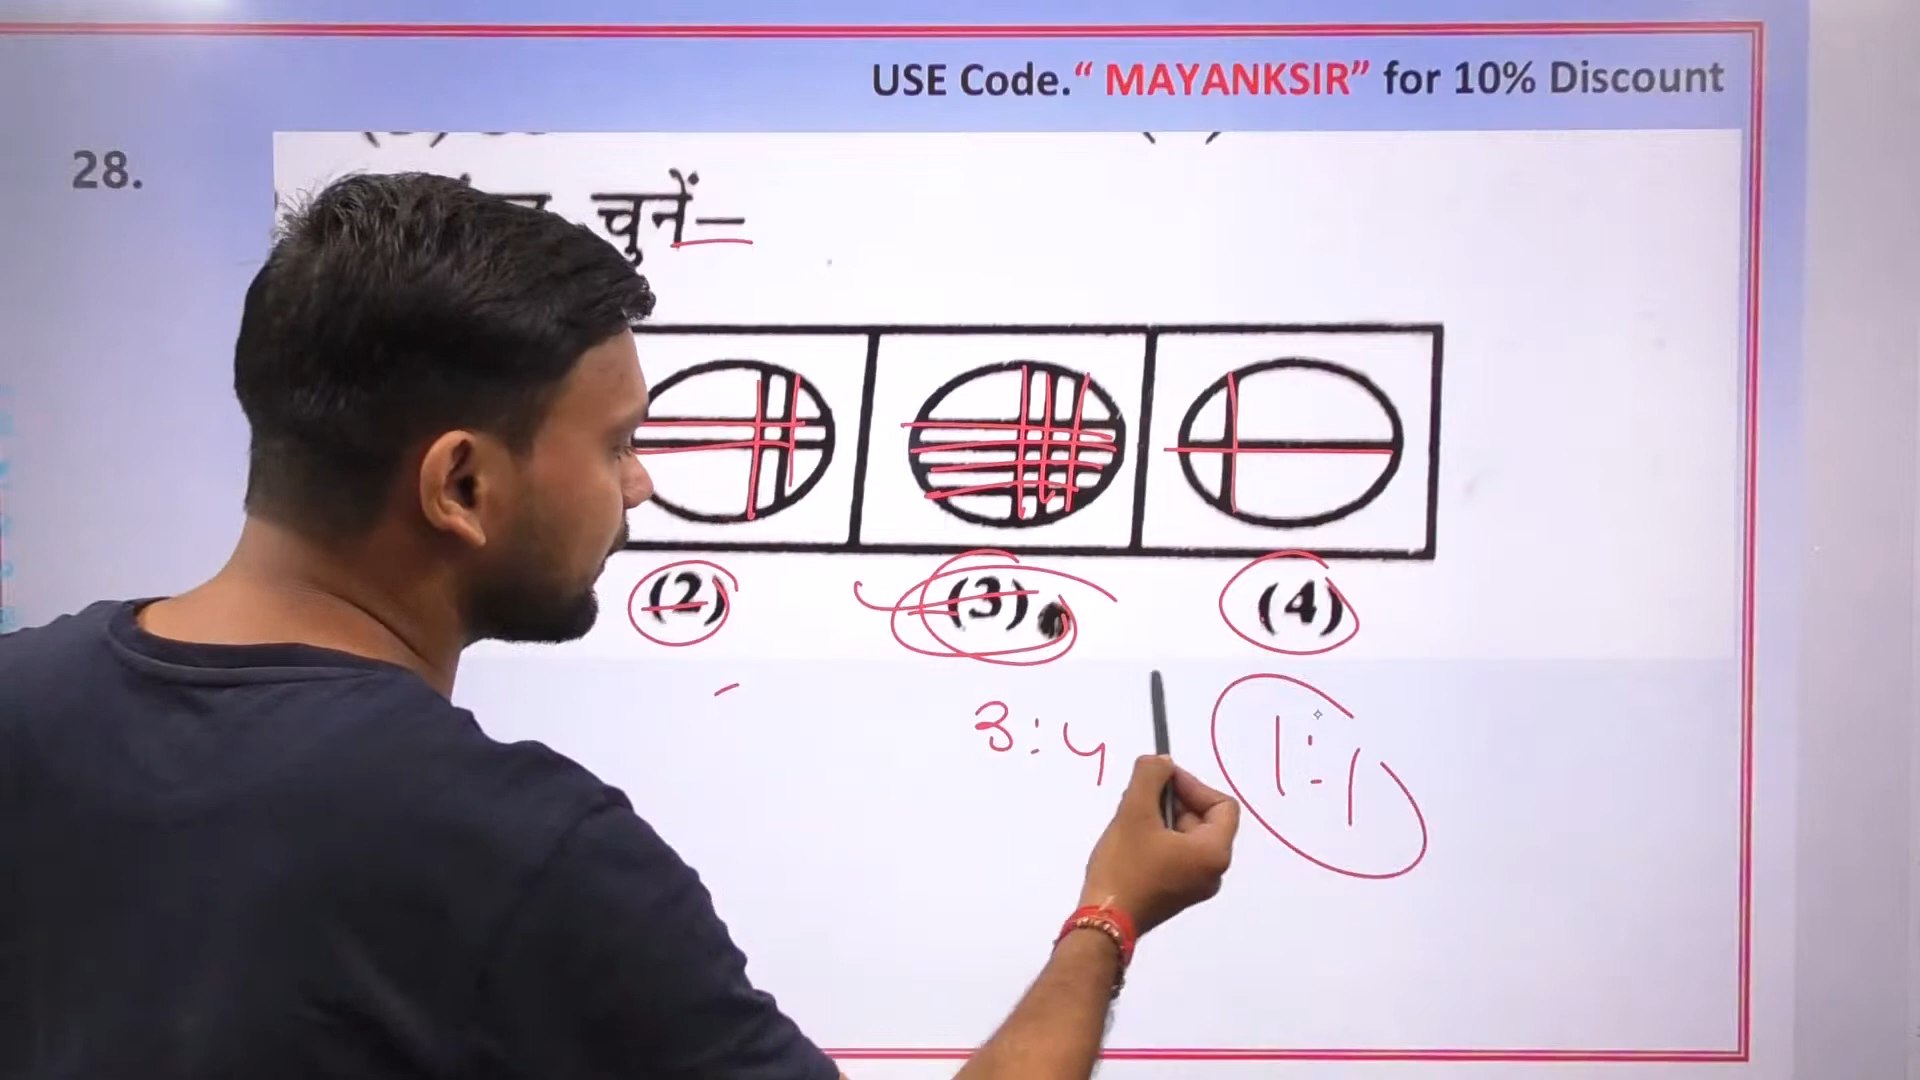 USE Code.“ MAYANKSIR” for 10% Discount
28.
चुनें–
(2) (3) (4)
3:4 1:1